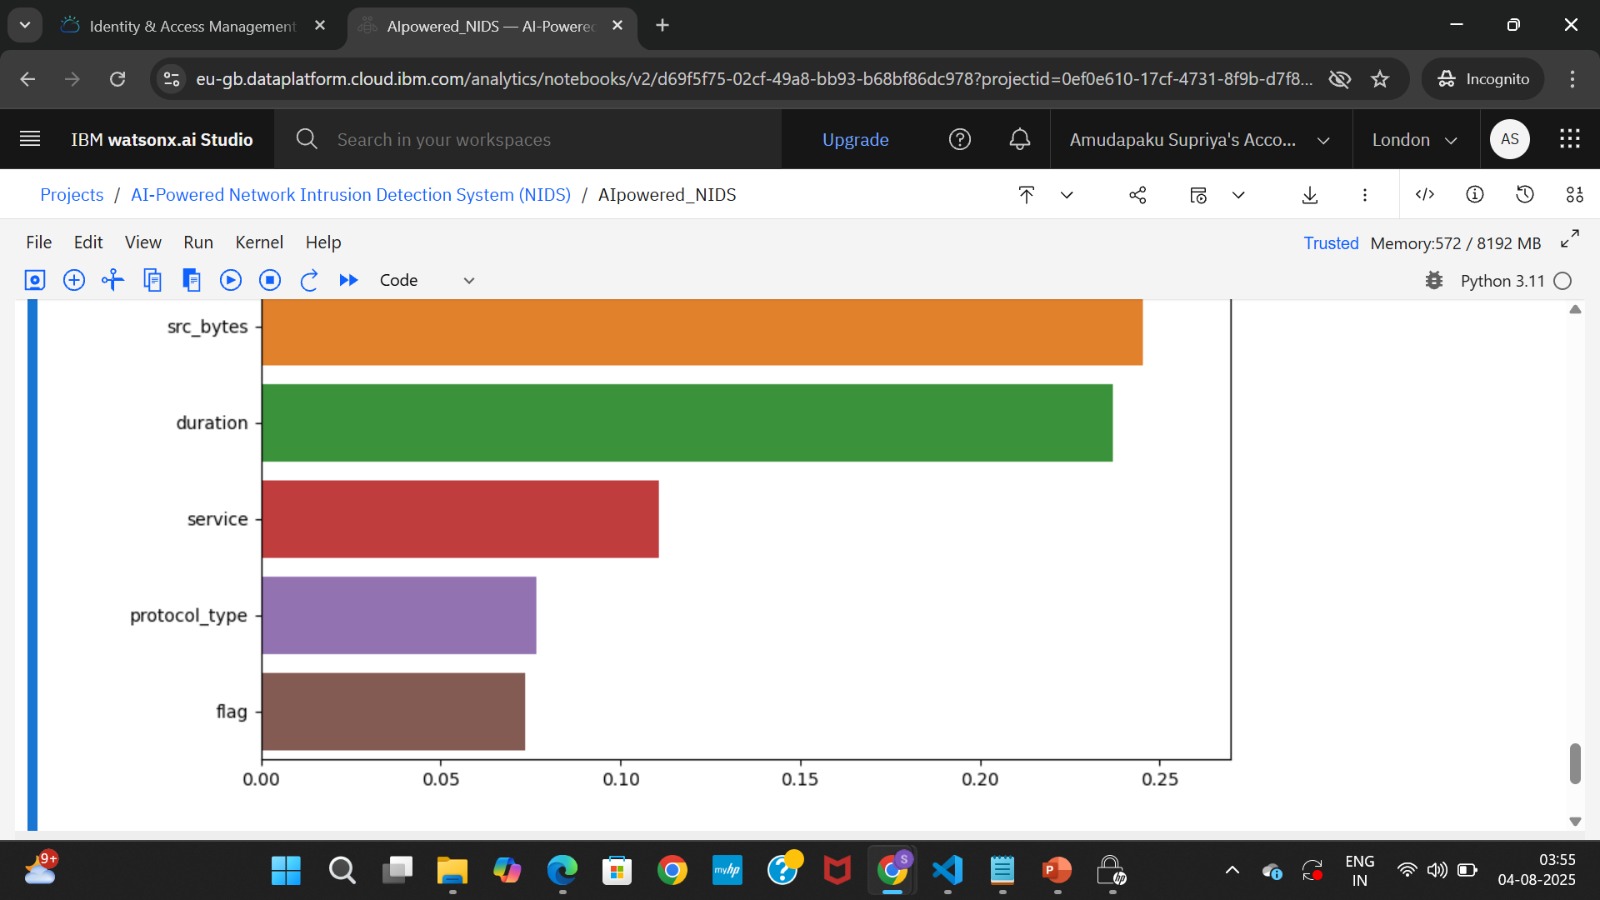 Identity & Access Management
AIpowered_NIDS — AI-Powere
eu-gb.dataplatform.cloud.ibm.com/analytics/notebooks/v2/d69f5f75-02cf-49a8-bb93-b68bf86dc978?projectid=0ef0e610-17cf-4731-8f9b-d7f8...
Incognito
IBM watsonx.ai Studio
Search in your workspaces
Upgrade
Amudapaku Supriya's Acco...
London
AS
Projects / AI-Powered Network Intrusion Detection System (NIDS) / AIpowered_NIDS
File Edit View Run Kernel Help
Trusted Memory:572 / 8192 MB
Code
Python 3.11
src_bytes
duration
service
protocol_type
flag
0.00 0.05 0.10 0.15 0.20 0.25
9+
myhp
S
P
hp
ENG
IN
03:55
04-08-2025